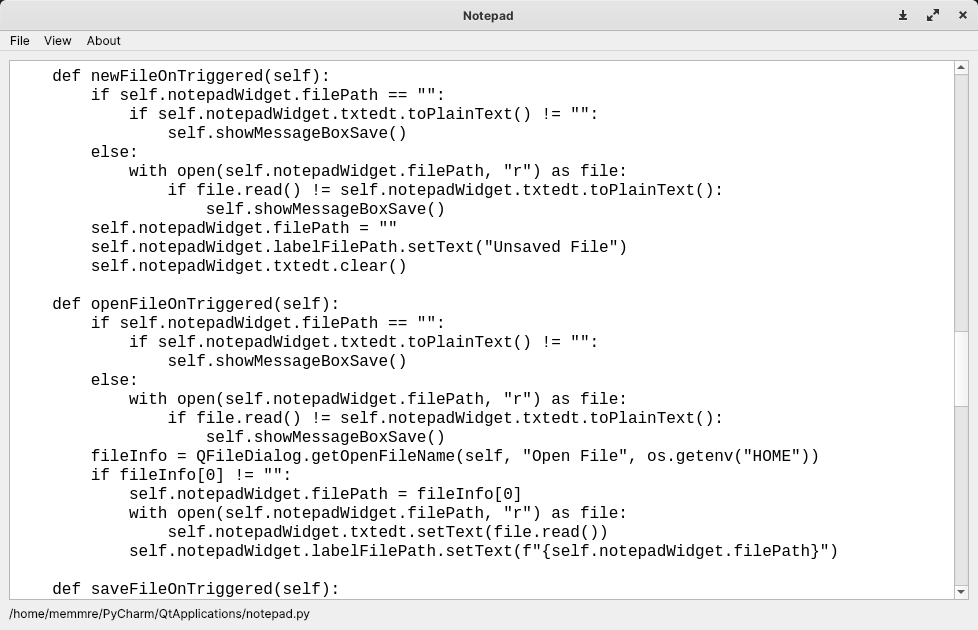 Notepad
File View About
    def newFileOnTriggered(self):
        if self.notepadWidget.filePath == "":
            if self.notepadWidget.txtedt.toPlainText() != "":
                self.showMessageBoxSave()
        else:
            with open(self.notepadWidget.filePath, "r") as file:
                if file.read() != self.notepadWidget.txtedt.toPlainText():
                    self.showMessageBoxSave()
        self.notepadWidget.filePath = ""
        self.notepadWidget.labelFilePath.setText("Unsaved File")
        self.notepadWidget.txtedt.clear()

    def openFileOnTriggered(self):
        if self.notepadWidget.filePath == "":
            if self.notepadWidget.txtedt.toPlainText() != "":
                self.showMessageBoxSave()
        else:
            with open(self.notepadWidget.filePath, "r") as file:
                if file.read() != self.notepadWidget.txtedt.toPlainText():
                    self.showMessageBoxSave()
        fileInfo = QFileDialog.getOpenFileName(self, "Open File", os.getenv("HOME"))
        if fileInfo[0] != "":
            self.notepadWidget.filePath = fileInfo[0]
            with open(self.notepadWidget.filePath, "r") as file:
                self.notepadWidget.txtedt.setText(file.read())
            self.notepadWidget.labelFilePath.setText(f"{self.notepadWidget.filePath}")

    def saveFileOnTriggered(self):
/home/memmre/PyCharm/QtApplications/notepad.py